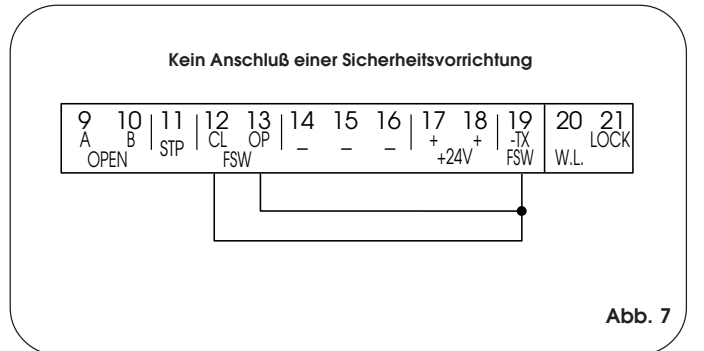 Kein Anschluß einer Sicherheitsvorrichtung
9 10 11 12 13 14 15 16 17 18 19 20 21
A B STP CL OP – – – + + -TX LOCK
OPEN FSW +24V FSW W.L.
Abb. 7